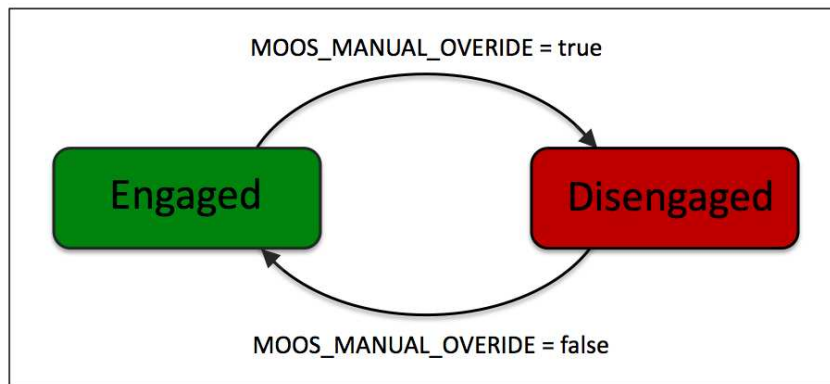 MOOS_MANUAL_OVERIDE = true
Engaged
Disengaged
MOOS_MANUAL_OVERIDE = false